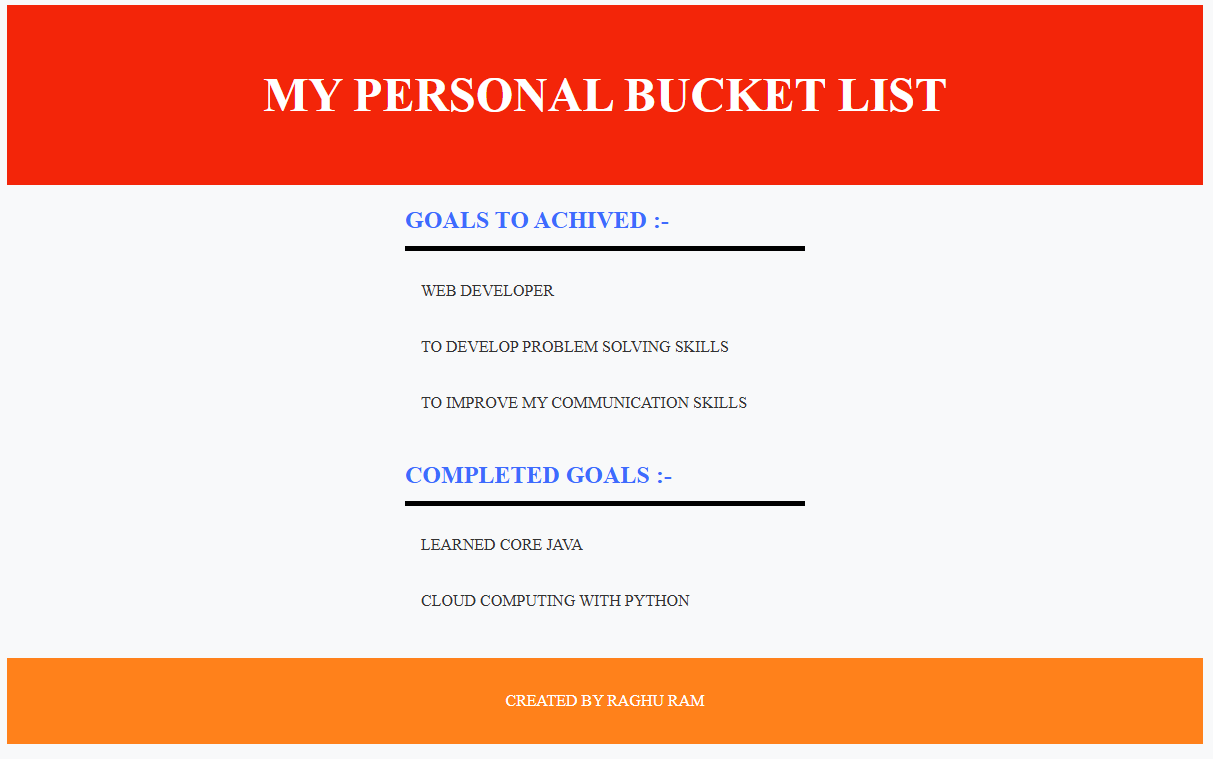 MY PERSONAL BUCKET LIST
GOALS TO ACHIVED :-
WEB DEVELOPER
TO DEVELOP PROBLEM SOLVING SKILLS
TO IMPROVE MY COMMUNICATION SKILLS
COMPLETED GOALS :-
LEARNED CORE JAVA
CLOUD COMPUTING WITH PYTHON
CREATED BY RAGHU RAM